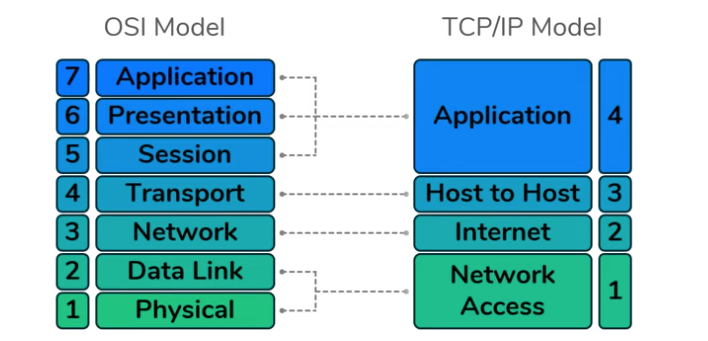 OSI Model
TCP/IP Model
7 Application
6 Presentation
5 Session
4 Transport
3 Network
2 Data Link
1 Physical
Application 4
Host to Host 3
Internet 2
Network
Access
1